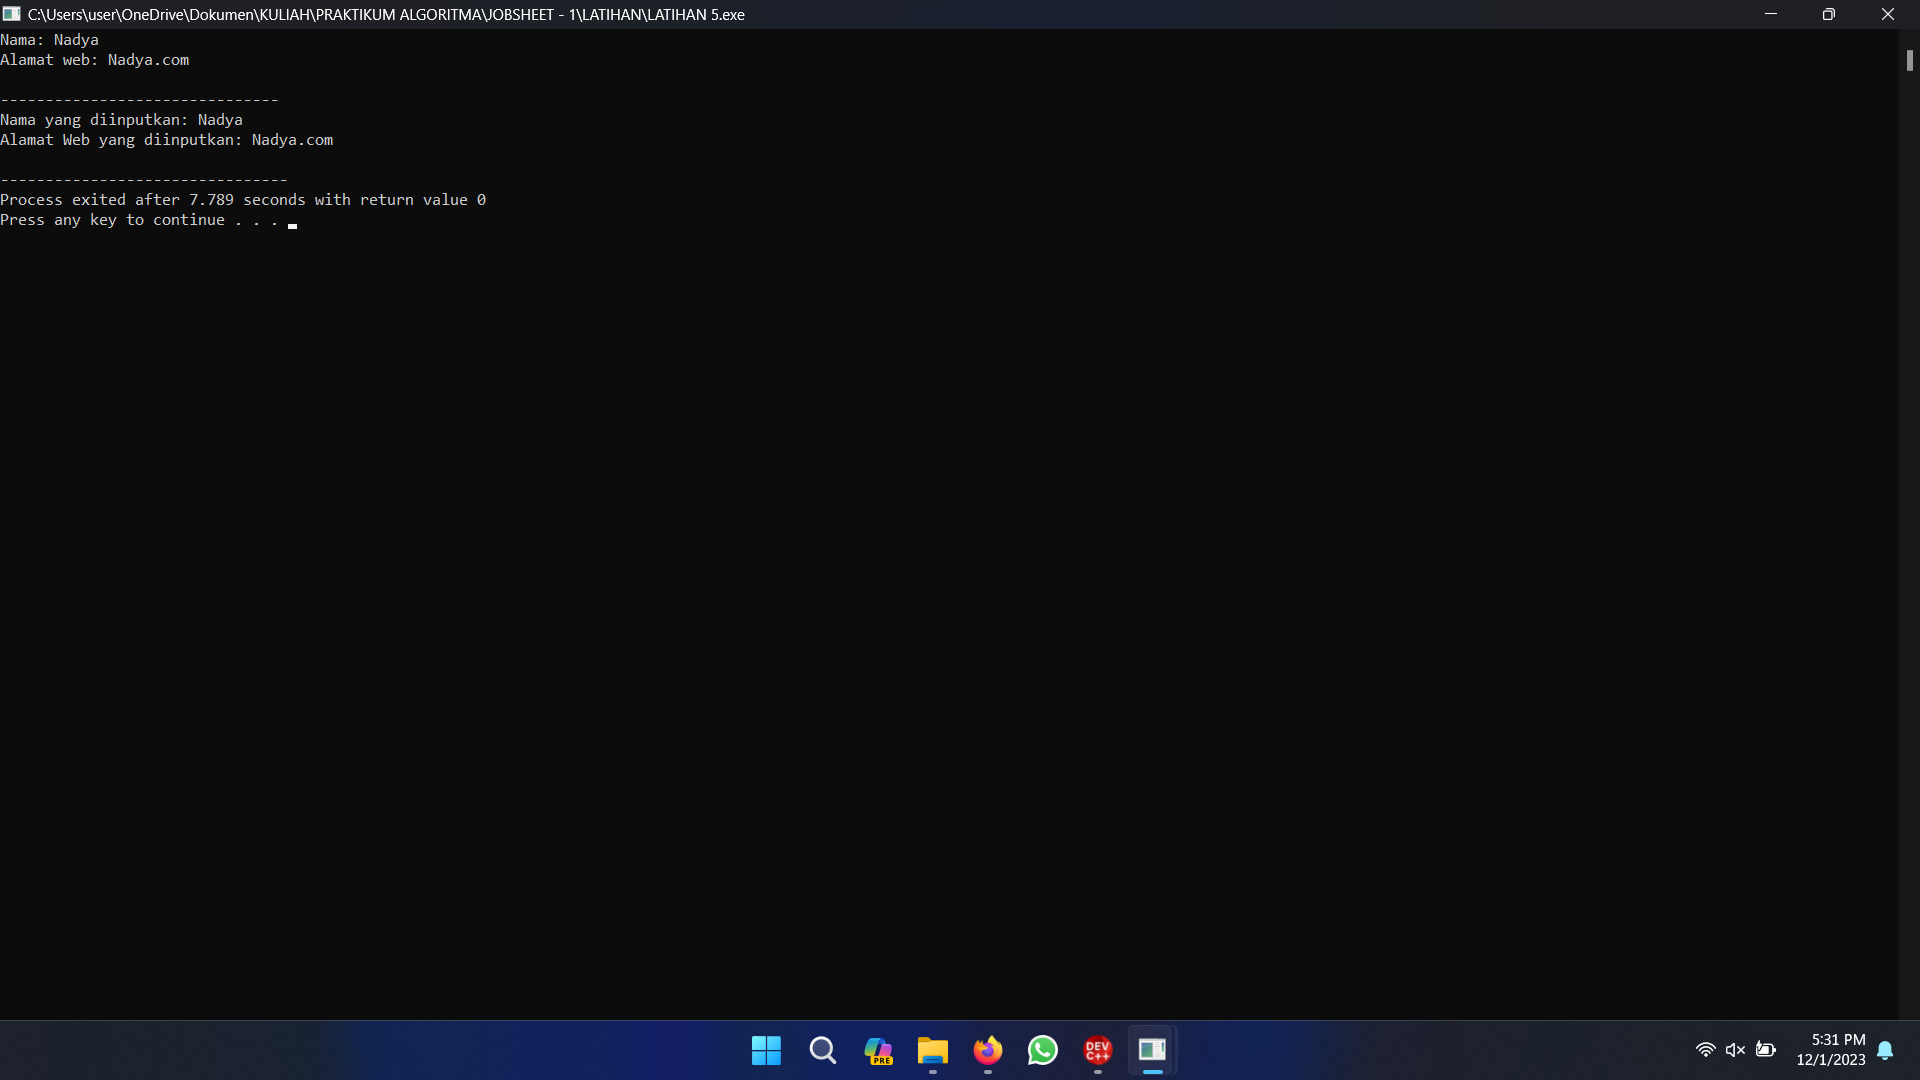 C:\Users\user\OneDrive\Dokumen\KULIAH\PRAKTIKUM ALGORITMA\JOBSHEET - 1\LATIHAN\LATIHAN 5.exe
Nama: Nadya
Alamat web: Nadya.com
-------------------------------
Nama yang diinputkan: Nadya
Alamat Web yang diinputkan: Nadya.com
--------------------------------
Process exited after 7.789 seconds with return value 0
Press any key to continue . . .
PRE
DEV
C++
5:31 PM
12/1/2023